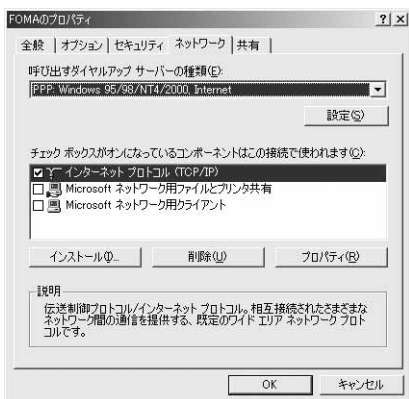 FOMAのプロパティ
全般 オプション セキュリティ ネットワーク 共有
呼び出すダイヤルアップ サーバーの種類(E):
PPP: Windows 95/98/NT4/2000, Internet
設定(S)
チェック ボックスがオンになっているコンポーネントはこの接続で使われます(C):
インターネット プロトコル (TCP/IP)
Microsoft ネットワーク用ファイルとプリンタ共有
Microsoft ネットワーク用クライアント
インストール(I)...
削除(U)
プロパティ(R)
説明
伝送制御プロトコル/インターネット プロトコル。相互接続されたさまざまな
ネットワーク間の通信を提供する、既定のワイド エリア ネットワーク プロト
コルです。
OK
キャンセル